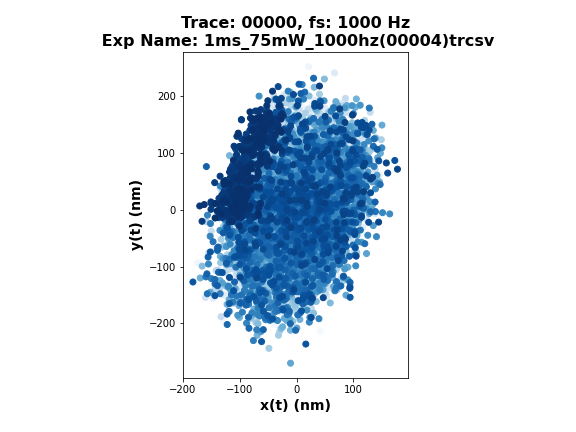 Trace: 00000, fs: 1000 Hz
Exp Name: 1ms_75mW_1000hz(00004)trcsv
200
100
0
−100
−200
y(t) (nm)
−200 −100 0 100
x(t) (nm)